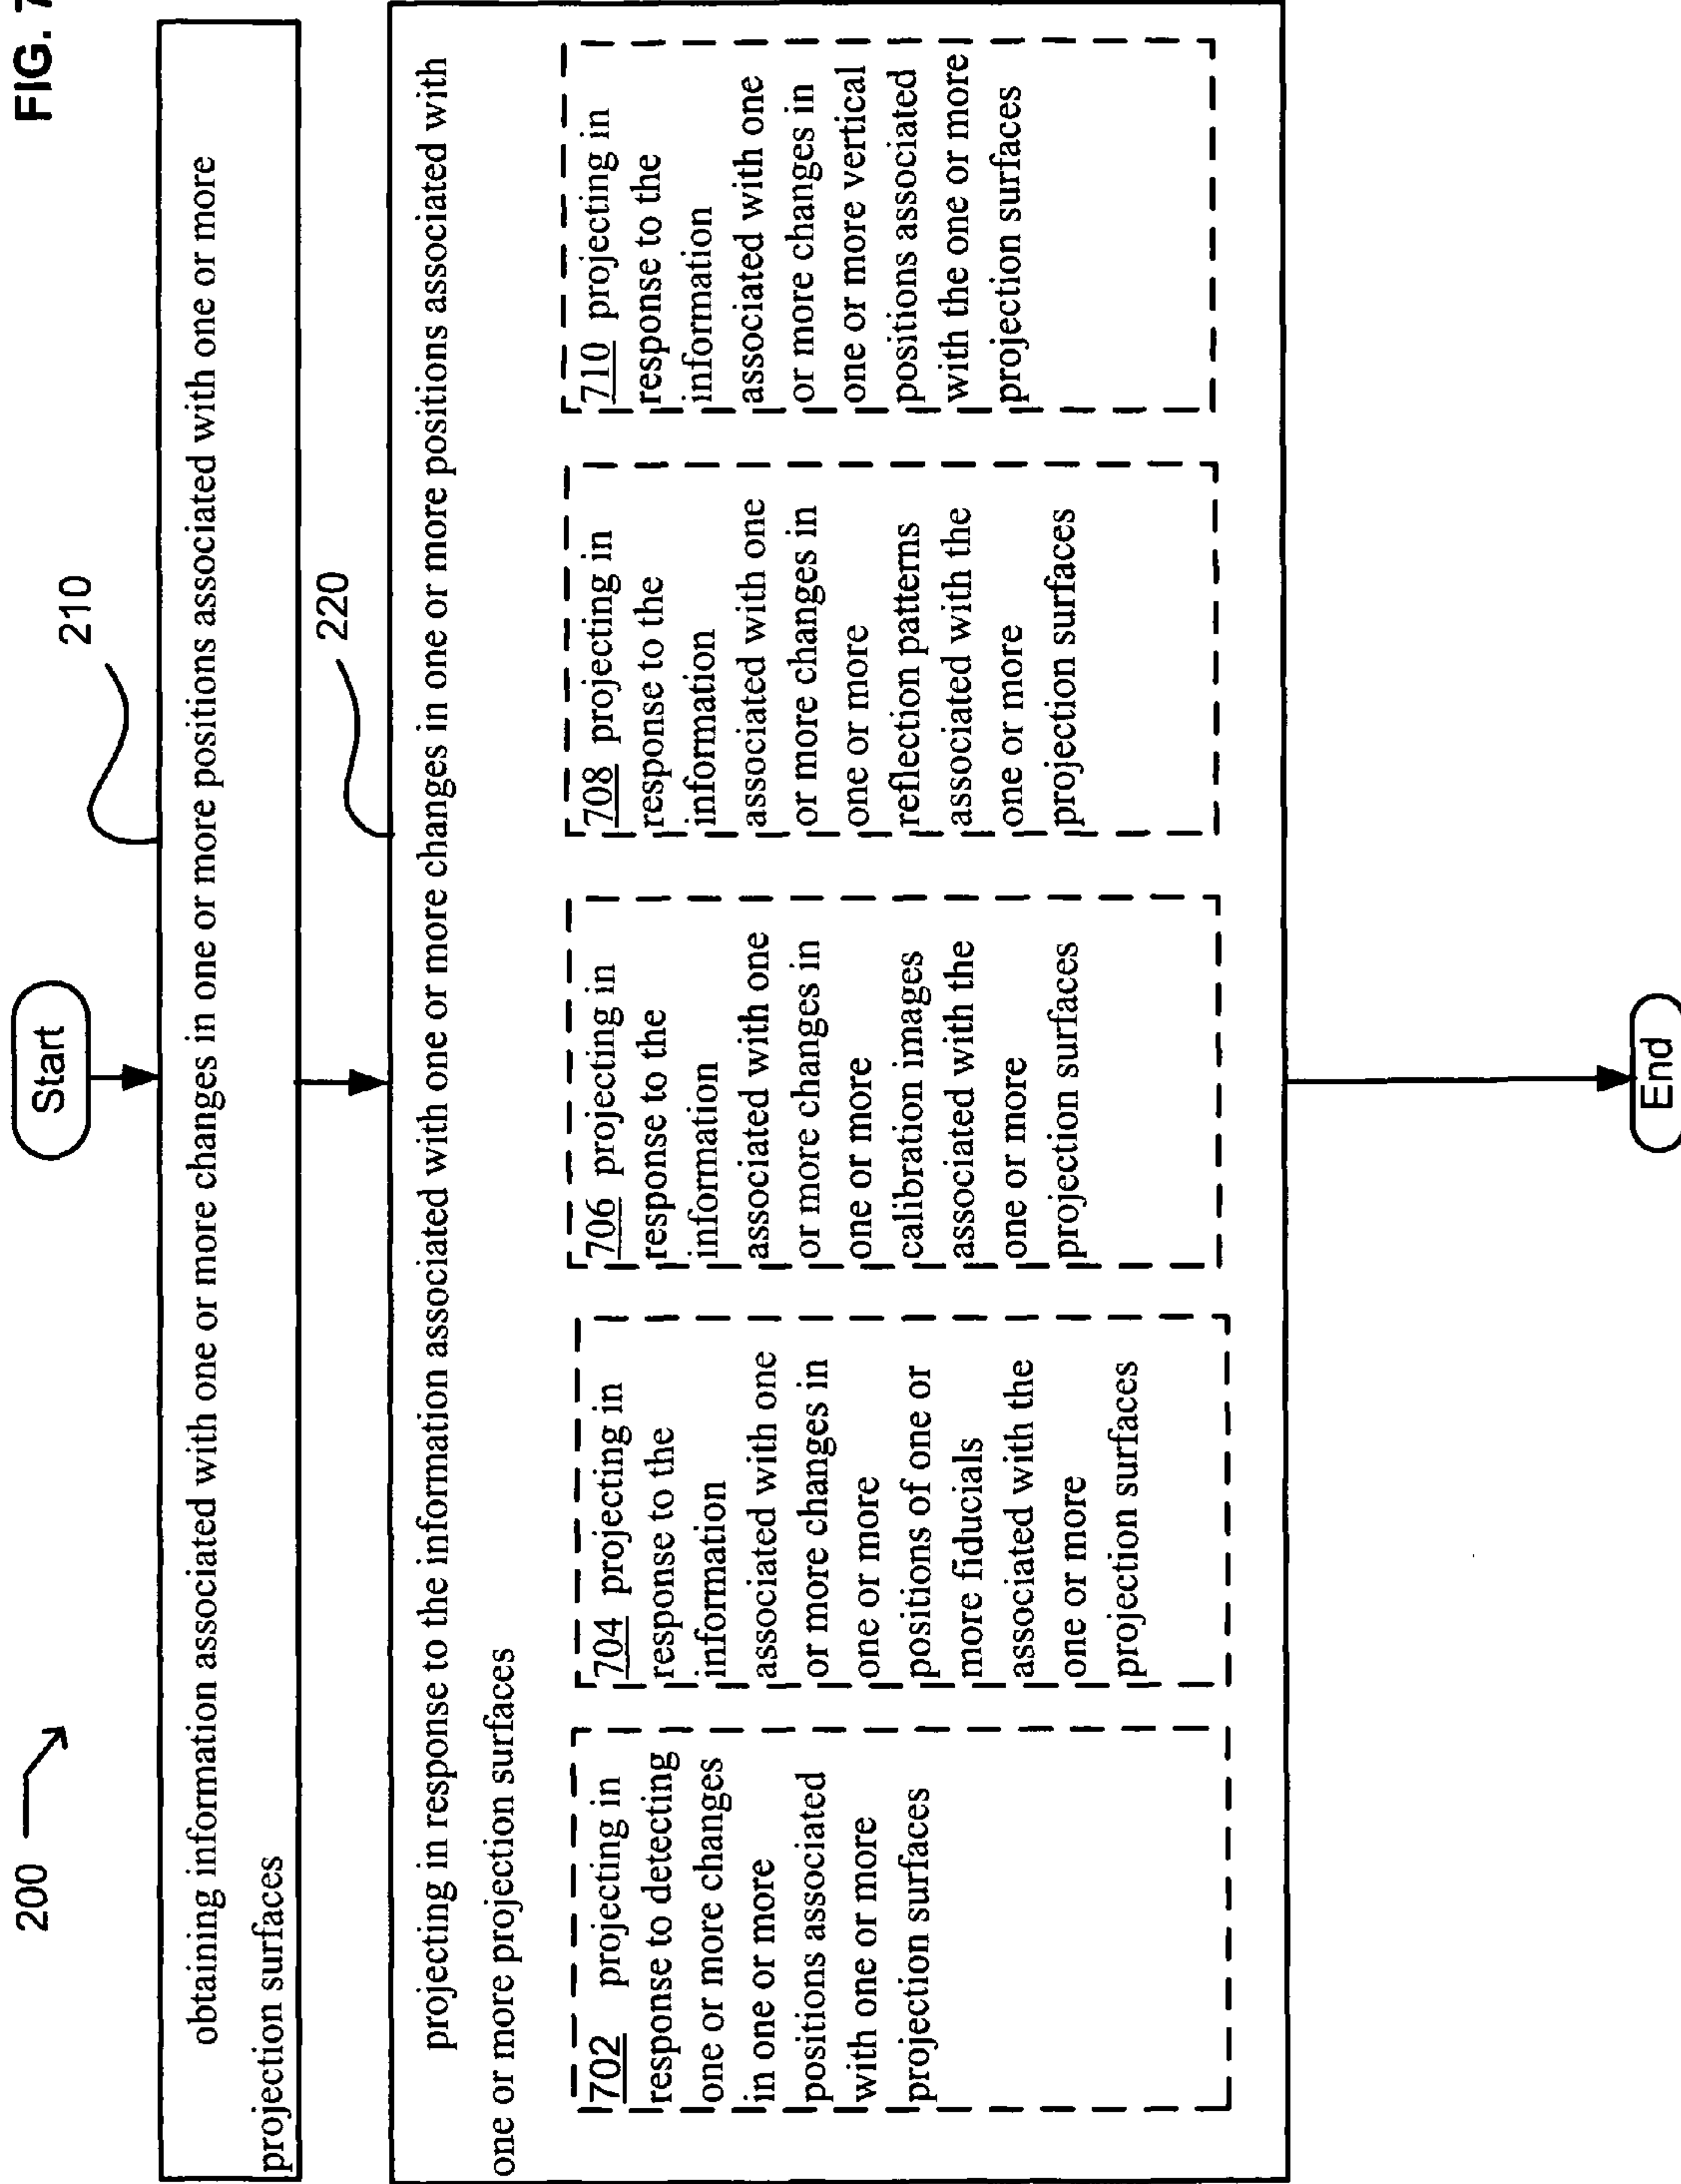 FIG. 7
200
Start
210
obtaining information associated with one or more changes in one or more positions associated with one or more
projection surfaces
220
projecting in response to the information associated with one or more changes in one or more positions associated with
one or more projection surfaces
702 projecting in
response to detecting
one or more changes
in one or more
positions associated
with one or more
projection surfaces
704 projecting in
response to the
information
associated with one
or more changes in
one or more
positions of one or
more fiducials
associated with the
one or more
projection surfaces
706 projecting in
response to the
information
associated with one
or more changes in
one or more
calibration images
associated with the
one or more
projection surfaces
708 projecting in
response to the
information
associated with one
or more changes in
one or more
reflection patterns
associated with the
one or more
projection surfaces
710 projecting in
response to the
information
associated with one
or more changes in
one or more vertical
positions associated
with the one or more
projection surfaces
End